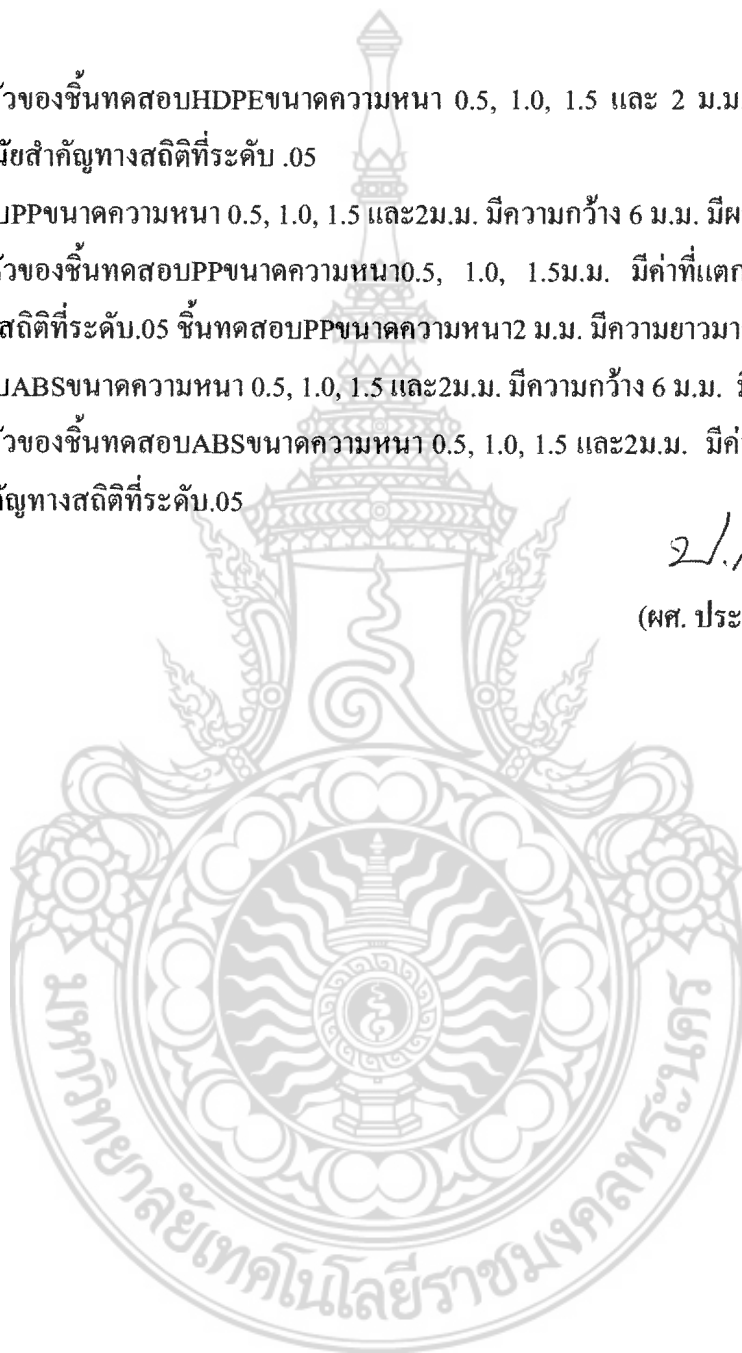 ัวของชิ้นทดสอบHDPEขนาดความหนา 0.5, 1.0, 1.5 และ 2 ม.ม
นัยสำคัญทางสถิติที่ระดับ .05
บPPขนาดความหนา 0.5, 1.0, 1.5 และ2ม.ม. มีความกว้าง 6 ม.ม. มีผ
ัวของชิ้นทดสอบPPขนาดความหนา0.5, 1.0, 1.5ม.ม. มีค่าที่แตก
สถิติที่ระดับ.05 ชิ้นทดสอบPPขนาดความหนา2 ม.ม. มีความยาวมา
บABSขนาดความหนา 0.5, 1.0, 1.5 และ2ม.ม. มีความกว้าง 6 ม.ม. มี
ัวของชิ้นทดสอบABSขนาดความหนา 0.5, 1.0, 1.5 และ2ม.ม. มีค่
คัญทางสถิติที่ระดับ.05
(ผศ. ประ
มหาวิทยาลัยเทคโนโลยีราชมงคลพระนคร